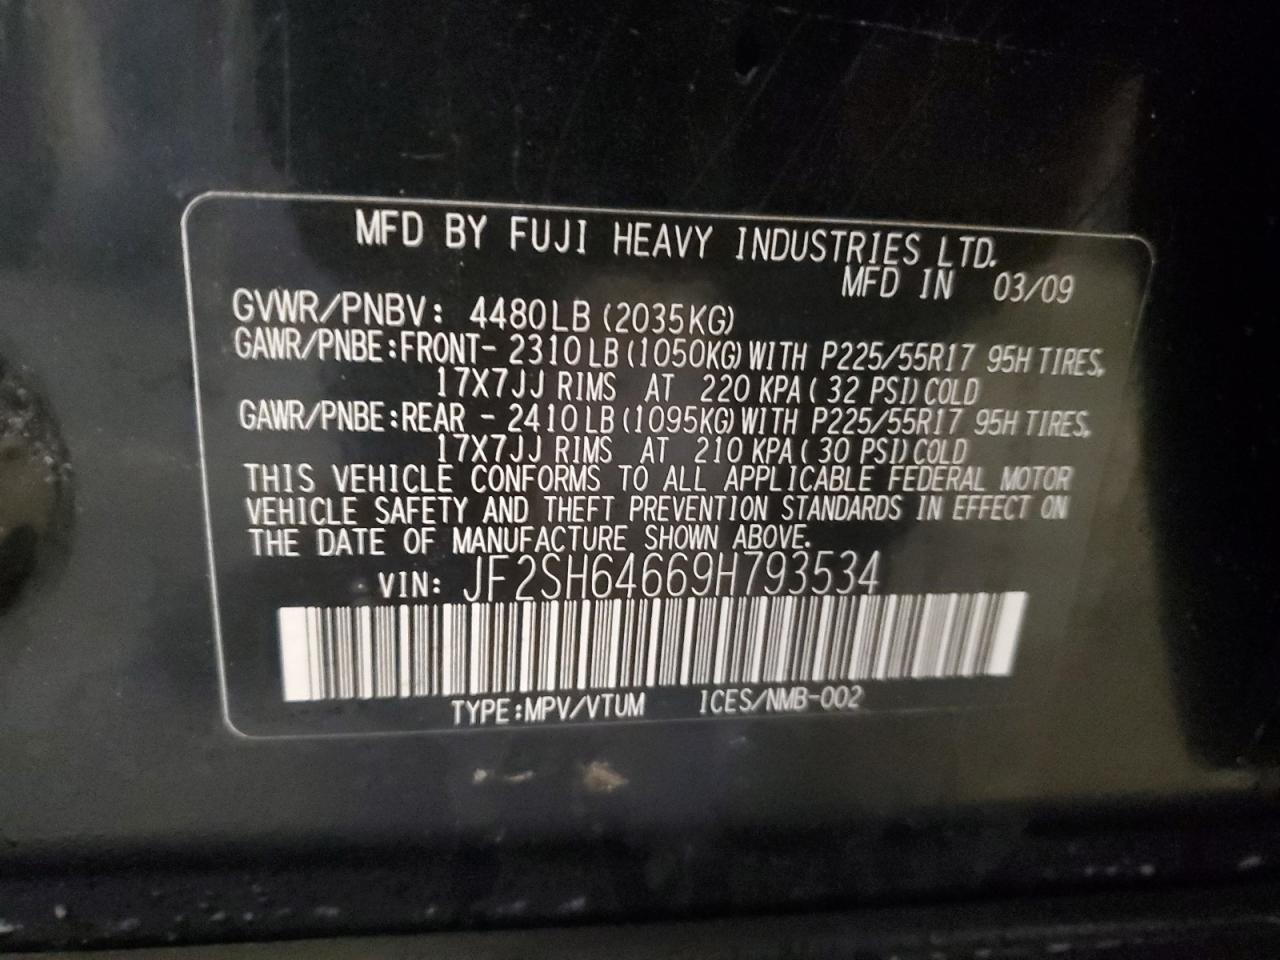 MFD BY FUJI HEAVY INDUSTRIES LTD.
MFD IN 03/09
GVWR/PNBV: 4480LB (2035KG)
GAWR/PNBE:FRONT- 2310LB(1050KG)WITH P225/55R17 95H TIRES,
17X7JJ RIMS AT 220 KPA( 32 PSI)COLD
GAWR/PNBE:REAR - 2410LB(1095KG)WITH P225/55R17 95H TIRES,
17X7JJ RIMS AT 210 KPA( 30 PSI)COLD
THIS VEHICLE CONFORMS TO ALL APPLICABLE FEDERAL MOTOR
VEHICLE SAFETY AND THEFT PREVENTION STANDARDS IN EFFECT ON
THE DATE OF MANUFACTURE SHOWN ABOVE.
VIN: JF2SH64669H793534
TYPE:MPV/VTUM ICES/NMB-002